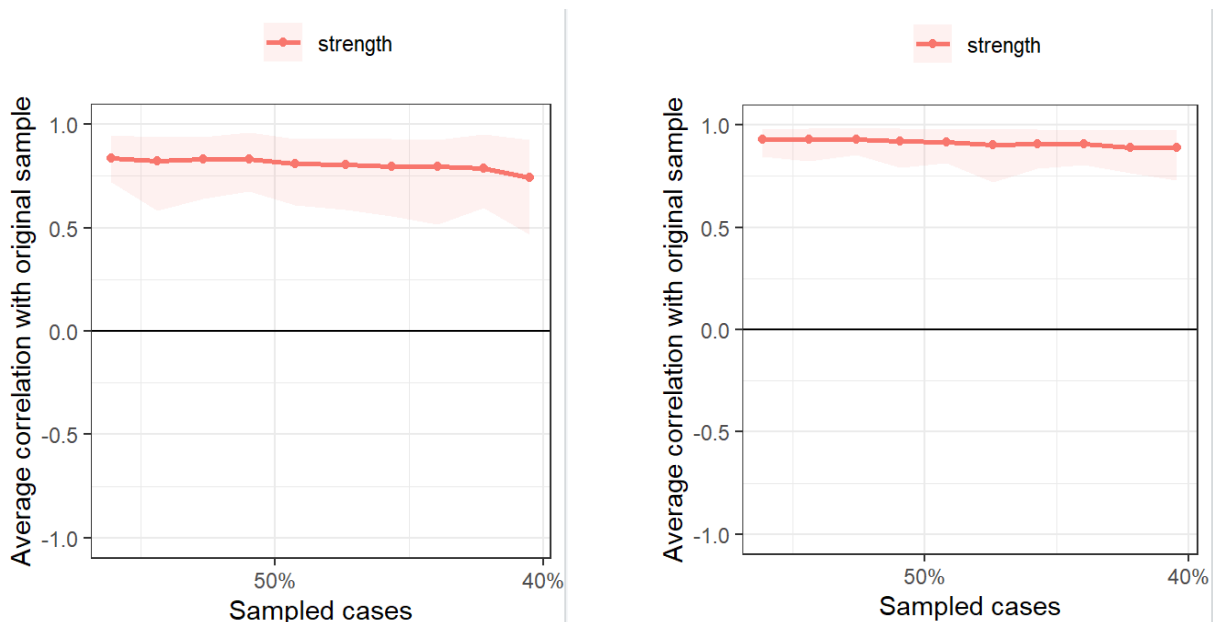 strength
1.0
0.5
0.0
-0.5
-1.0
Average correlation with original sample
50%
40%
Sampled cases
strength
1.0
0.5
0.0
-0.5
-1.0
Average correlation with original sample
50%
40%
Sampled cases